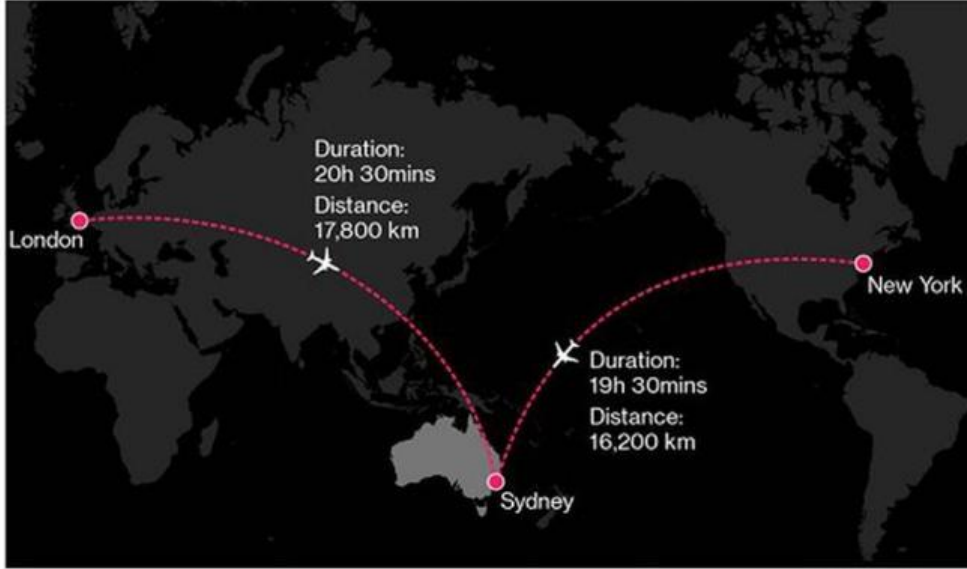 Duration:
20h 30mins
Distance:
17,800 km
London
New York
Duration:
19h 30mins
Distance:
16,200 km
Sydney